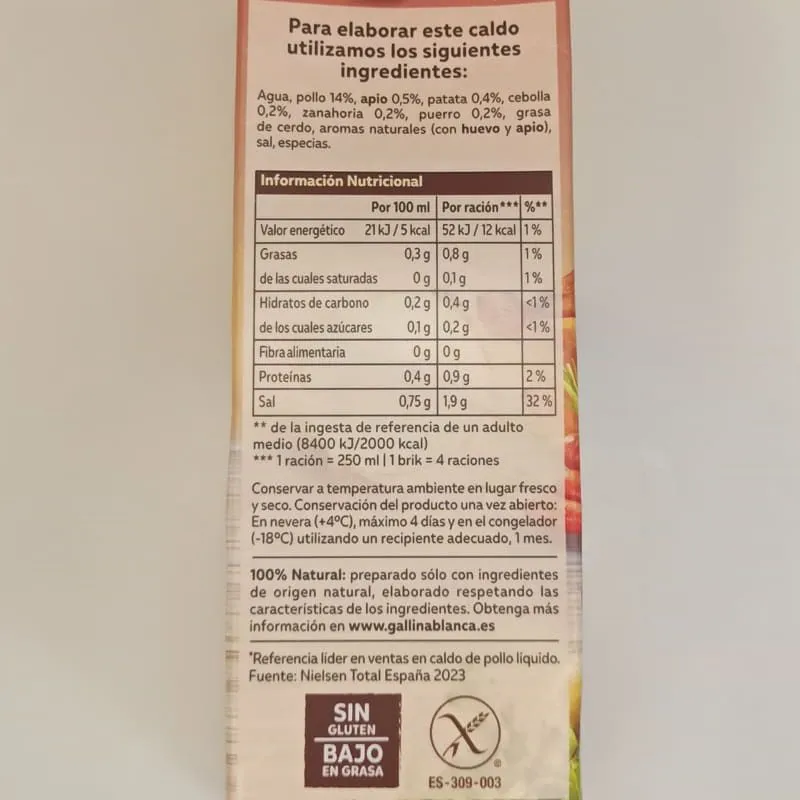 Para elaborar este caldo
utilizamos los siguientes
ingredientes:
Agua, pollo 14%, apio 0,5%, patata 0,4%, cebolla
0,2%, zanahoria 0,2%, puerro 0,2%, grasa
de cerdo, aromas naturales (con huevo y apio),
sal, especias.
Información Nutricional
Por 100 ml Por ración*** %**
Valor energético 21 kJ / 5 kcal 52 kJ / 12 kcal 1 %
Grasas 0,3 g 0,8 g 1 %
de las cuales saturadas 0 g 0,1 g 1 %
Hidratos de carbono 0,2 g 0,4 g <1 %
de los cuales azúcares 0,1 g 0,2 g <1 %
Fibra alimentaria 0 g 0 g
Proteínas 0,4 g 0,9 g 2 %
Sal 0,75 g 1,9 g 32 %
** de la ingesta de referencia de un adulto
medio (8400 kJ/2000 kcal)
*** 1 ración = 250 ml | 1 brik = 4 raciones
Conservar a temperatura ambiente en lugar fresco
y seco. Conservación del producto una vez abierto:
En nevera (+4ºC), máximo 4 días y en el congelador
(-18ºC) utilizando un recipiente adecuado, 1 mes.
100% Natural: preparado sólo con ingredientes
de origen natural, elaborado respetando las
características de los ingredientes. Obtenga más
información en www.gallinablanca.es
*Referencia líder en ventas en caldo de pollo líquido.
Fuente: Nielsen Total España 2023
SIN
GLUTEN
BAJO
EN GRASA
®
ES-309-003